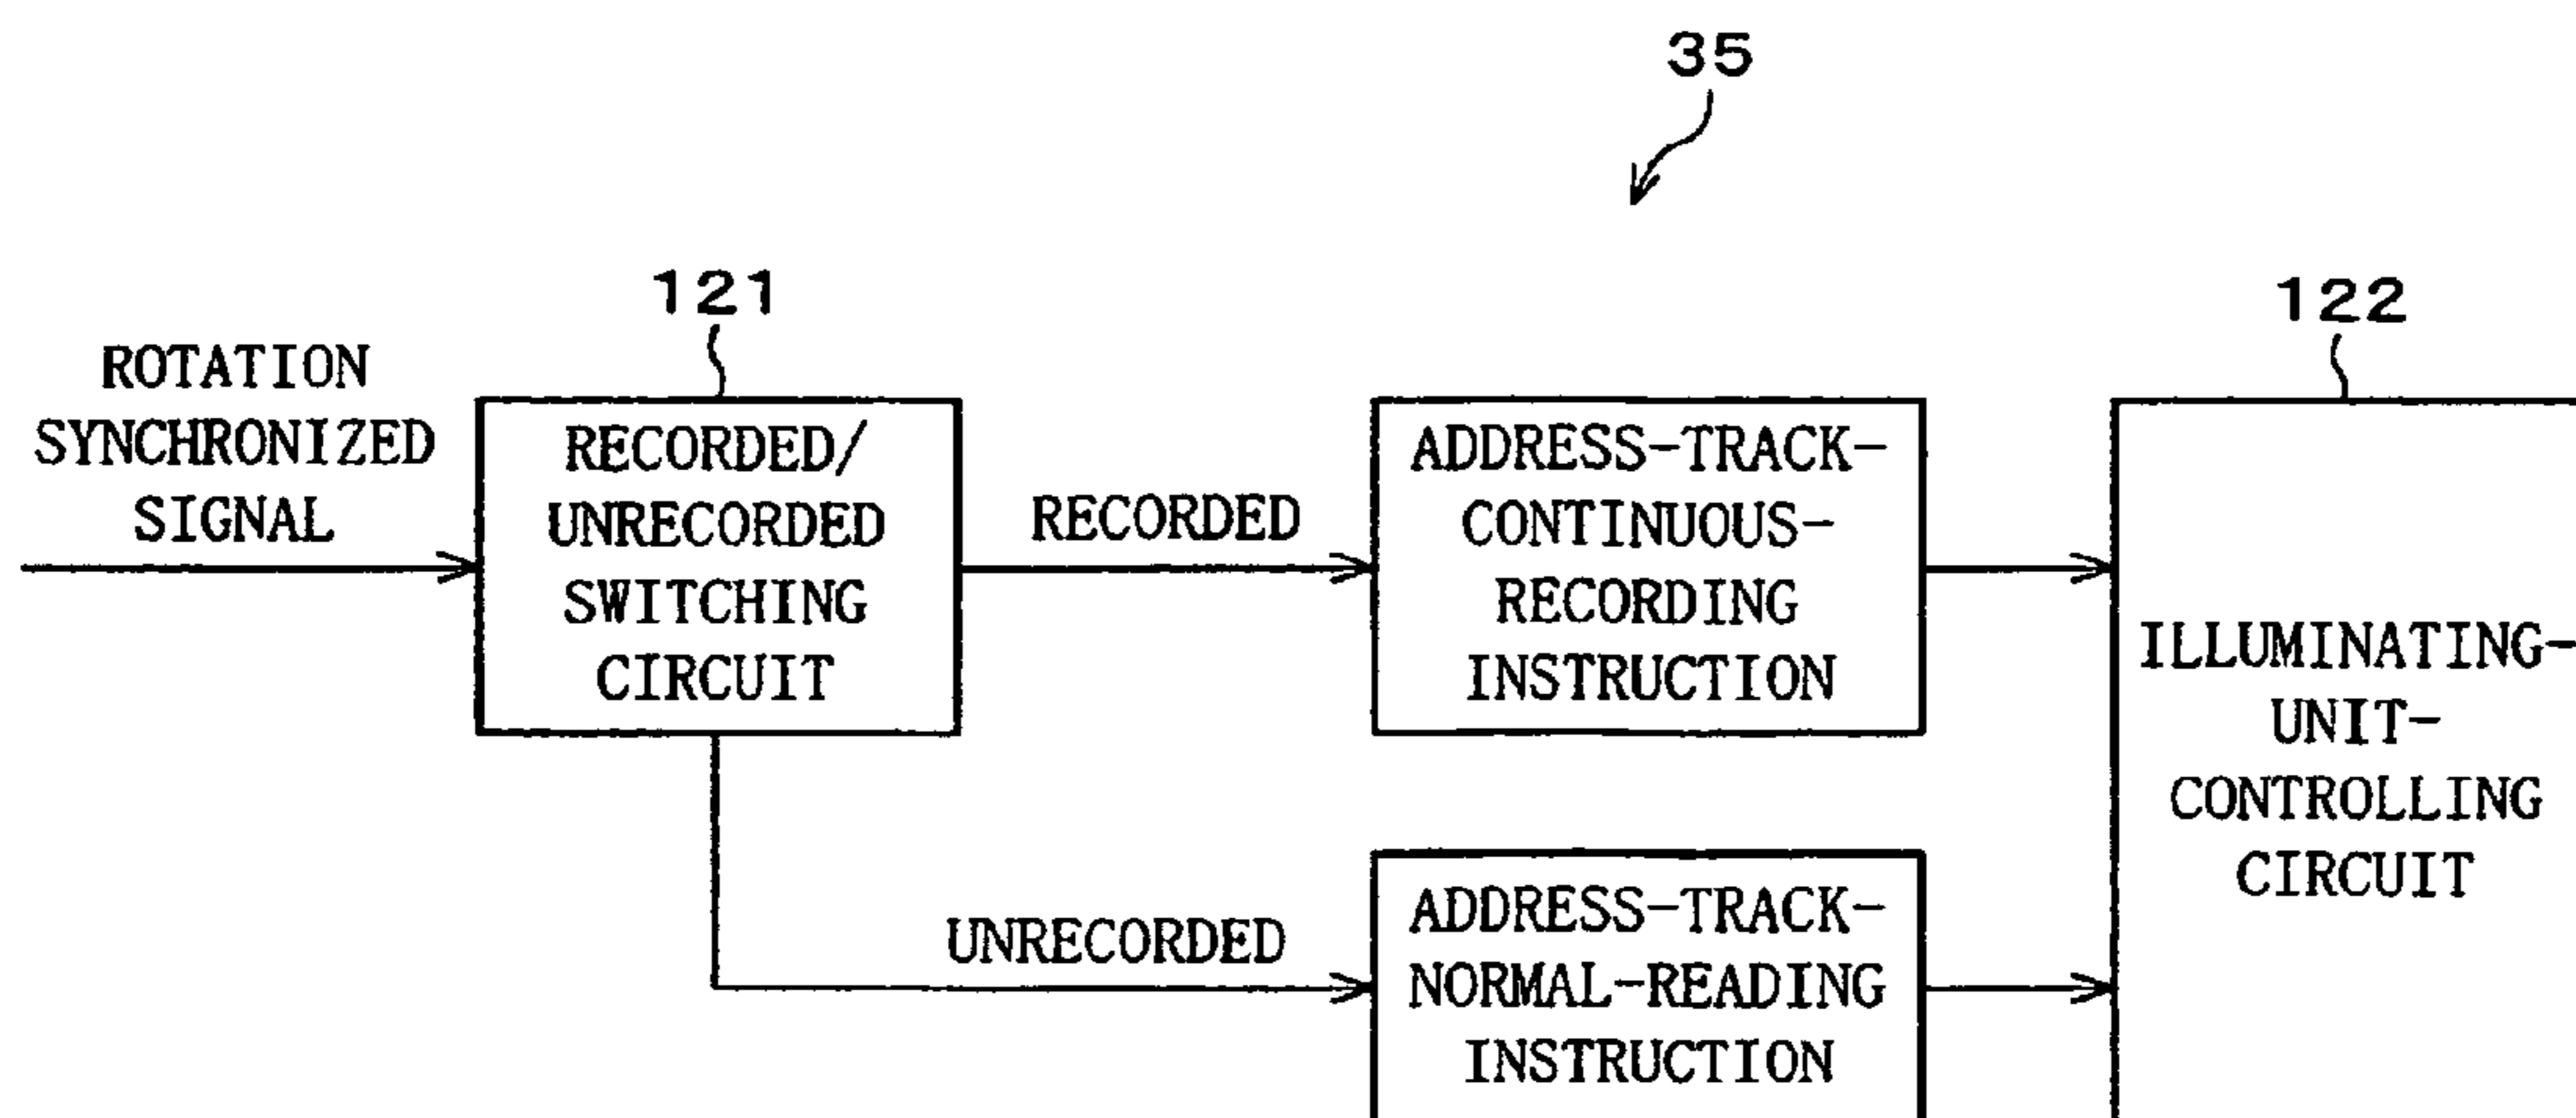 35
121
122
ROTATION
SYNCHRONIZED
SIGNAL
RECORDED/
UNRECORDED
SWITCHING
CIRCUIT
RECORDED
ADDRESS-TRACK-
CONTINUOUS-
RECORDING
INSTRUCTION
ILLUMINATING-
UNIT-
CONTROLLING
CIRCUIT
UNRECORDED
ADDRESS-TRACK-
NORMAL-READING
INSTRUCTION